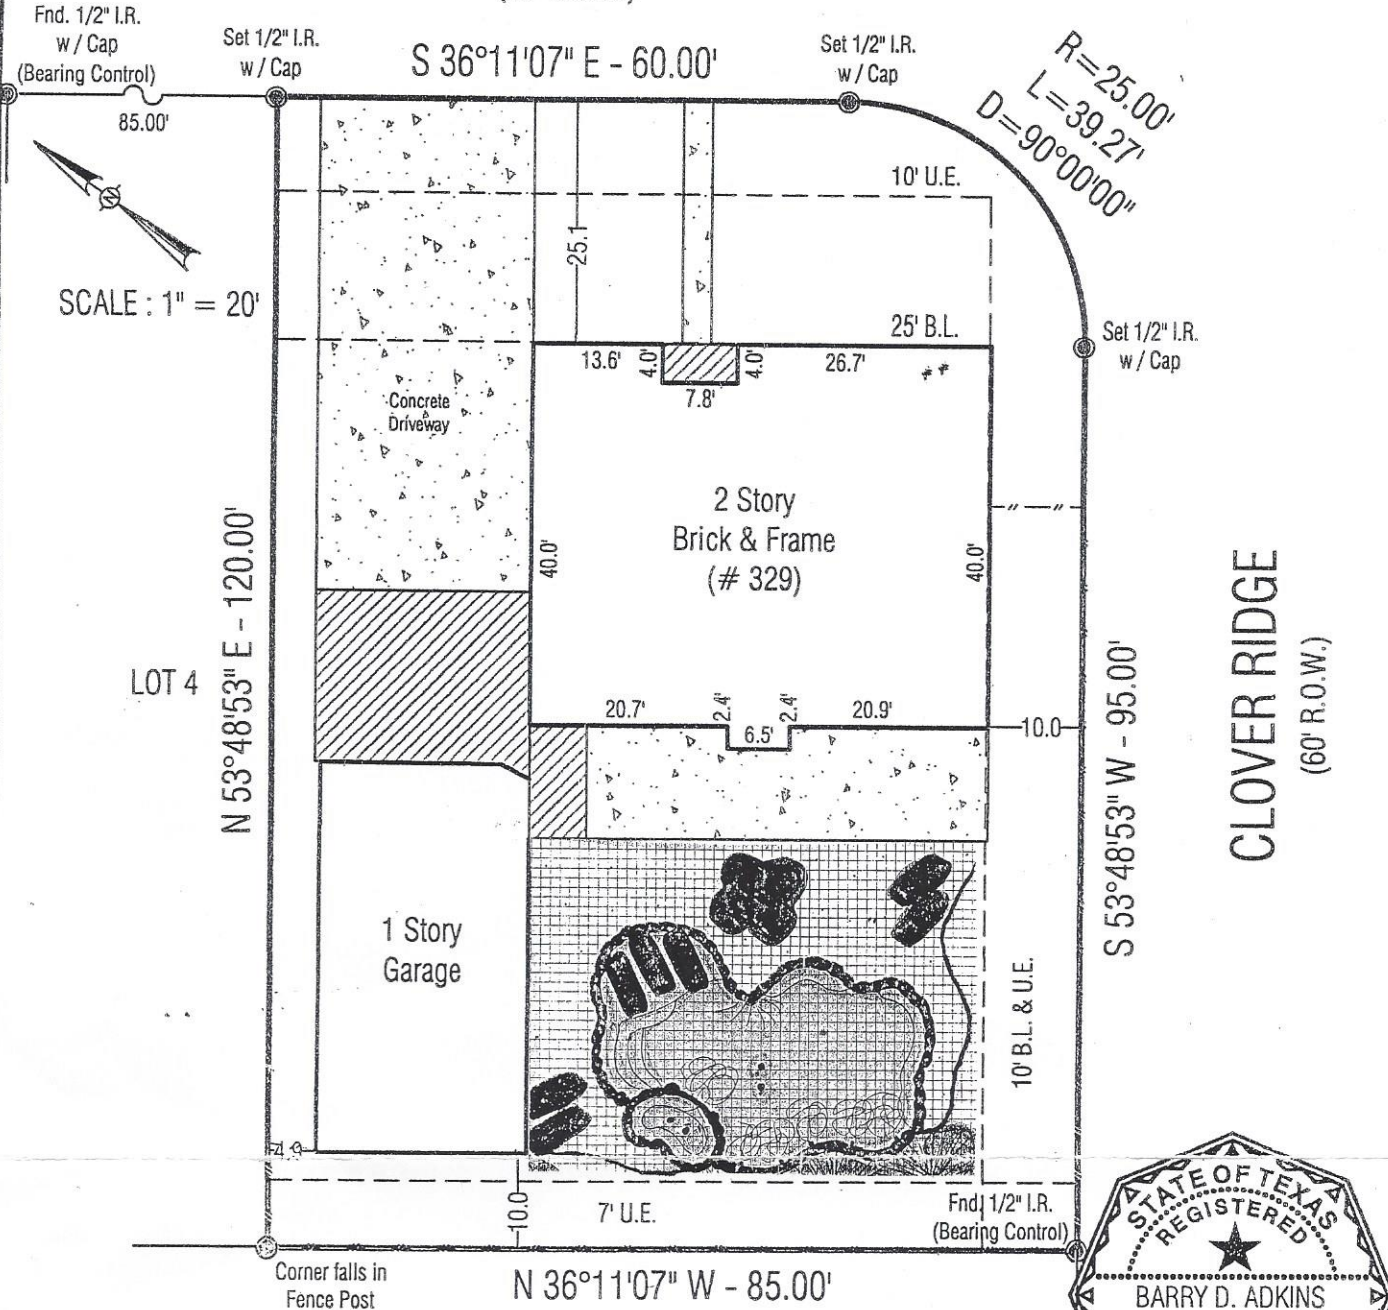 Fnd. 1/2" I.R.
w / Cap
(Bearing Control)
85.00'
Set 1/2" I.R.
w / Cap
S 36°11'07" E - 60.00'
Set 1/2" I.R.
w / Cap
R=25.00'
L=39.27'
D=90°00'00"
N
SCALE : 1" = 20'
10' U.E.
25.1
25' B.L.
Set 1/2" I.R.
w / Cap
13.6'
4.0'
7.8'
4.0'
26.7'
Concrete
Driveway
2 Story
Brick & Frame
(# 329)
40.0'
40.0'
N 53°48'53" E - 120.00'
LOT 4
20.7'
2.4'
6.5'
2.4'
20.9'
10.0
S 53°48'53" W - 95.00'
CLOVER RIDGE
(60' R.O.W.)
1 Story
Garage
10' B.L. & U.E.
10.0
7' U.E.
Fnd. 1/2" I.R.
(Bearing Control)
Corner falls in
Fence Post
N 36°11'07" W - 85.00'
STATE OF TEXAS
REGISTERED
BARRY D. ADKINS